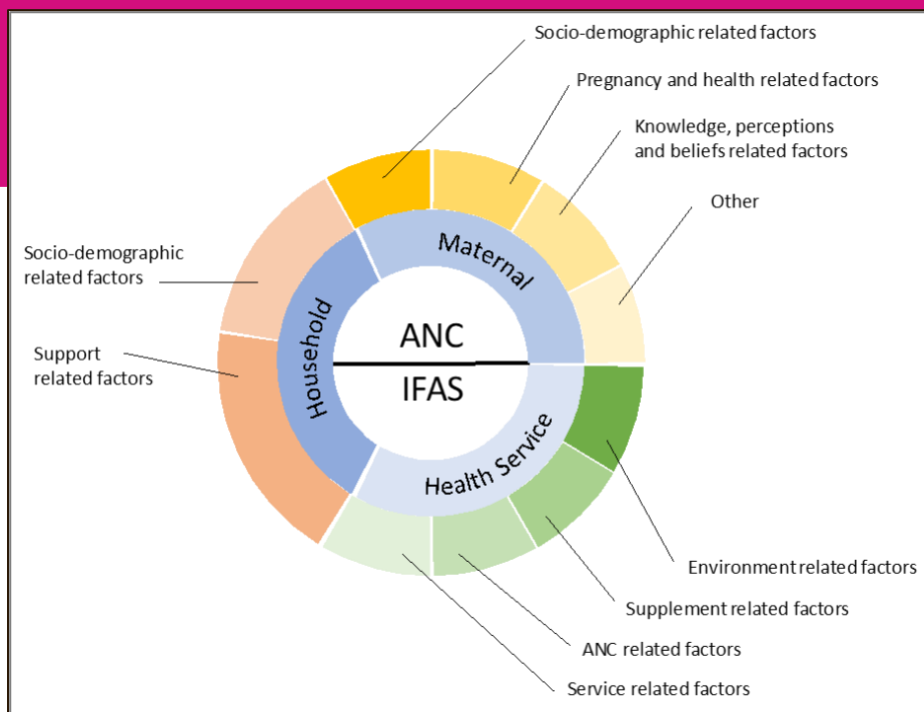 Socio-demographic related factors
Pregnancy and health related factors
Knowledge, perceptions
and beliefs related factors
Other
Socio-demographic
related factors
Support
related factors
Maternal
Household
ANC
IFAS
Health Service
Environment related factors
Supplement related factors
ANC related factors
Service related factors